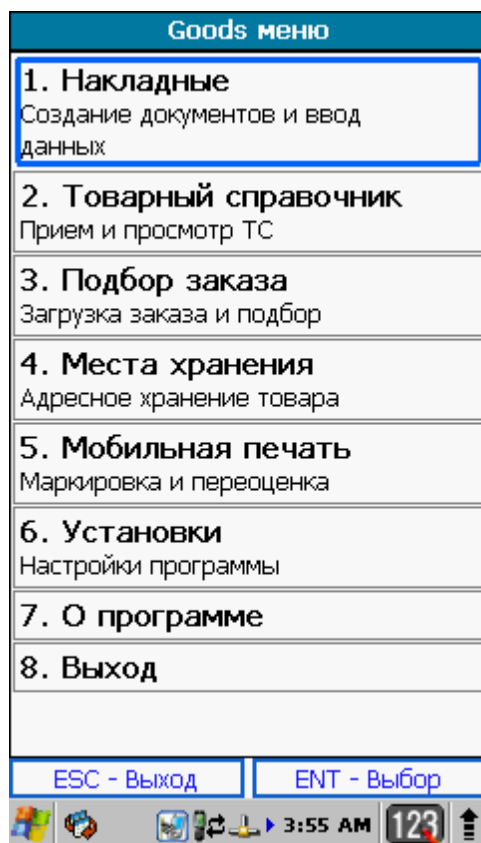 Goods меню
1. Накладные
Создание документов и ввод
данных
2. Товарный справочник
Прием и просмотр ТС
3. Подбор заказа
Загрузка заказа и подбор
4. Места хранения
Адресное хранение товара
5. Мобильная печать
Маркировка и переоценка
6. Установки
Настройки программы
7. О программе
8. Выход
ESC - Выход ENT - Выбор
3:55 AM 123